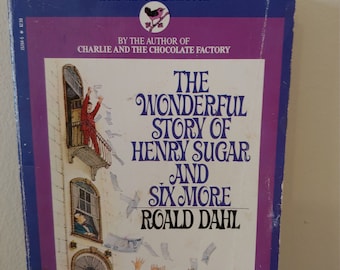 BY THE AUTHOR OF
CHARLIE AND THE CHOCOLATE FACTORY
THE
WONDERFUL
STORY OF
HENRY SUGAR
AND
SIX MORE
ROALD DAHL